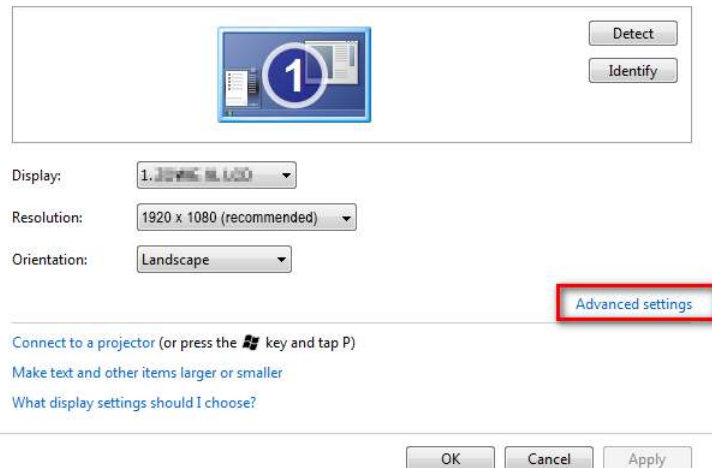 Detect
1
Identify
Display: 1.
Resolution: 1920 x 1080 (recommended)
Orientation: Landscape
Advanced settings
Connect to a projector (or press the key and tap P)
Make text and other items larger or smaller
What display settings should I choose?
OK Cancel Apply